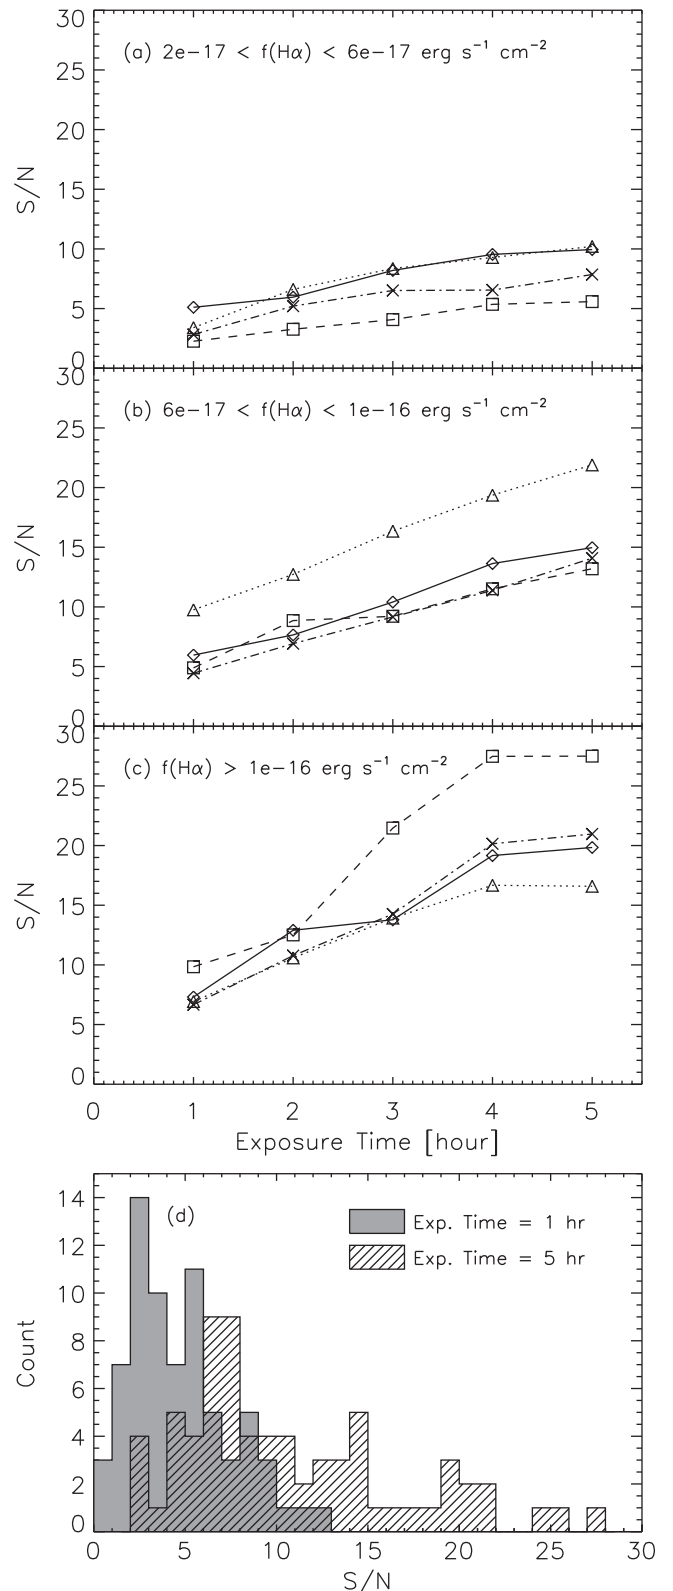 30
(a) 2e−17 < f(Hα) < 6e−17 erg s⁻¹ cm⁻²
25
20
S/N
15
10
5
0
30
(b) 6e−17 < f(Hα) < 1e−16 erg s⁻¹ cm⁻²
25
20
S/N
15
10
5
0
30
(c) f(Hα) > 1e−16 erg s⁻¹ cm⁻²
25
20
S/N
15
10
5
0
0 1 2 3 4 5
Exposure Time [hour]
14
(d)
Exp. Time = 1 hr
Exp. Time = 5 hr
12
10
8
Count
6
4
2
0
0 5 10 15 20 25 30
S/N